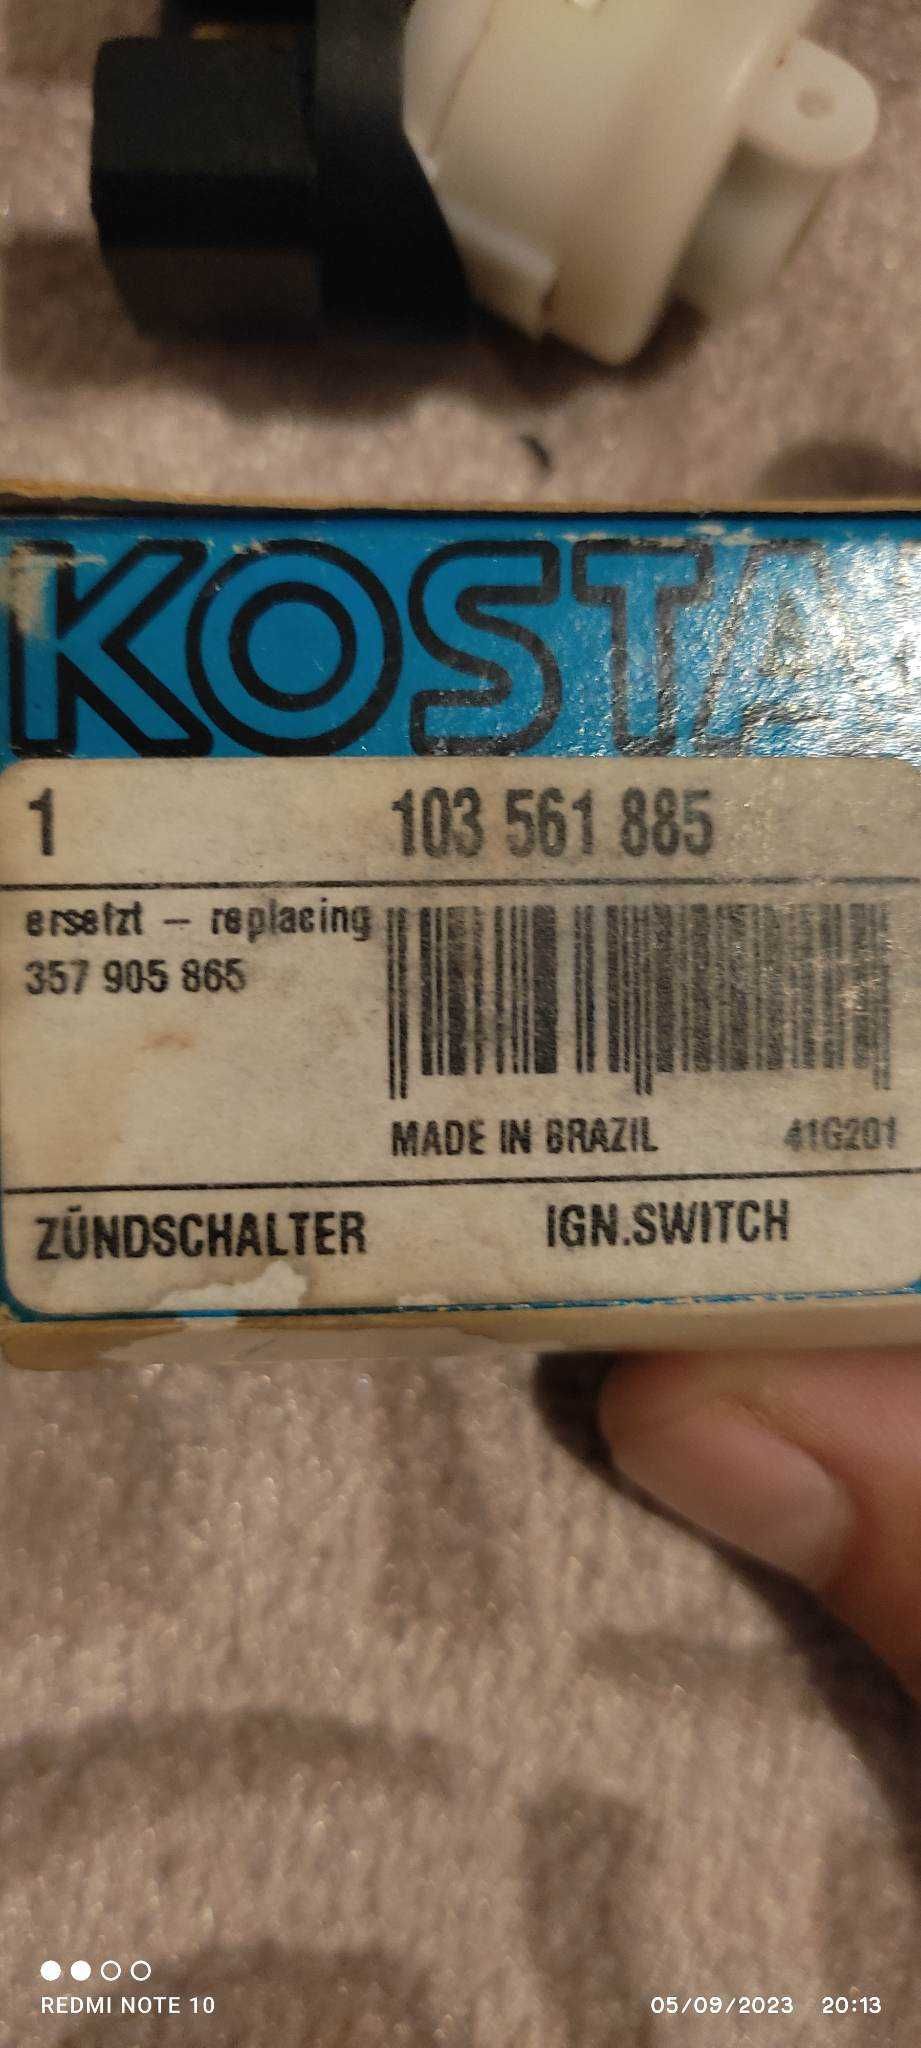 KOSTA
1 103 561 885
ersetzt – replacing
357 905 865
MADE IN BRAZIL 41G201
ZÜNDSCHALTER IGN.SWITCH
REDMI NOTE 10 05/09/2023 20:13